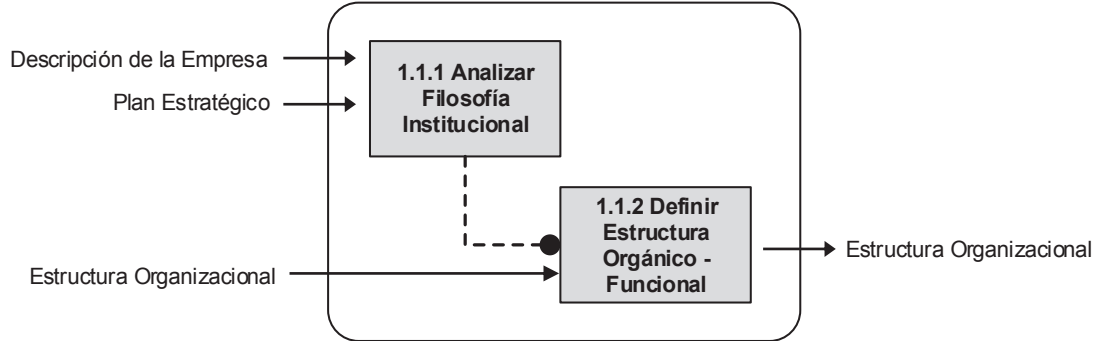 Descripción de la Empresa
Plan Estratégico
1.1.1 Analizar
Filosofía
Institucional
1.1.2 Definir
Estructura
Orgánico -
Funcional
Estructura Organizacional
Estructura Organizacional